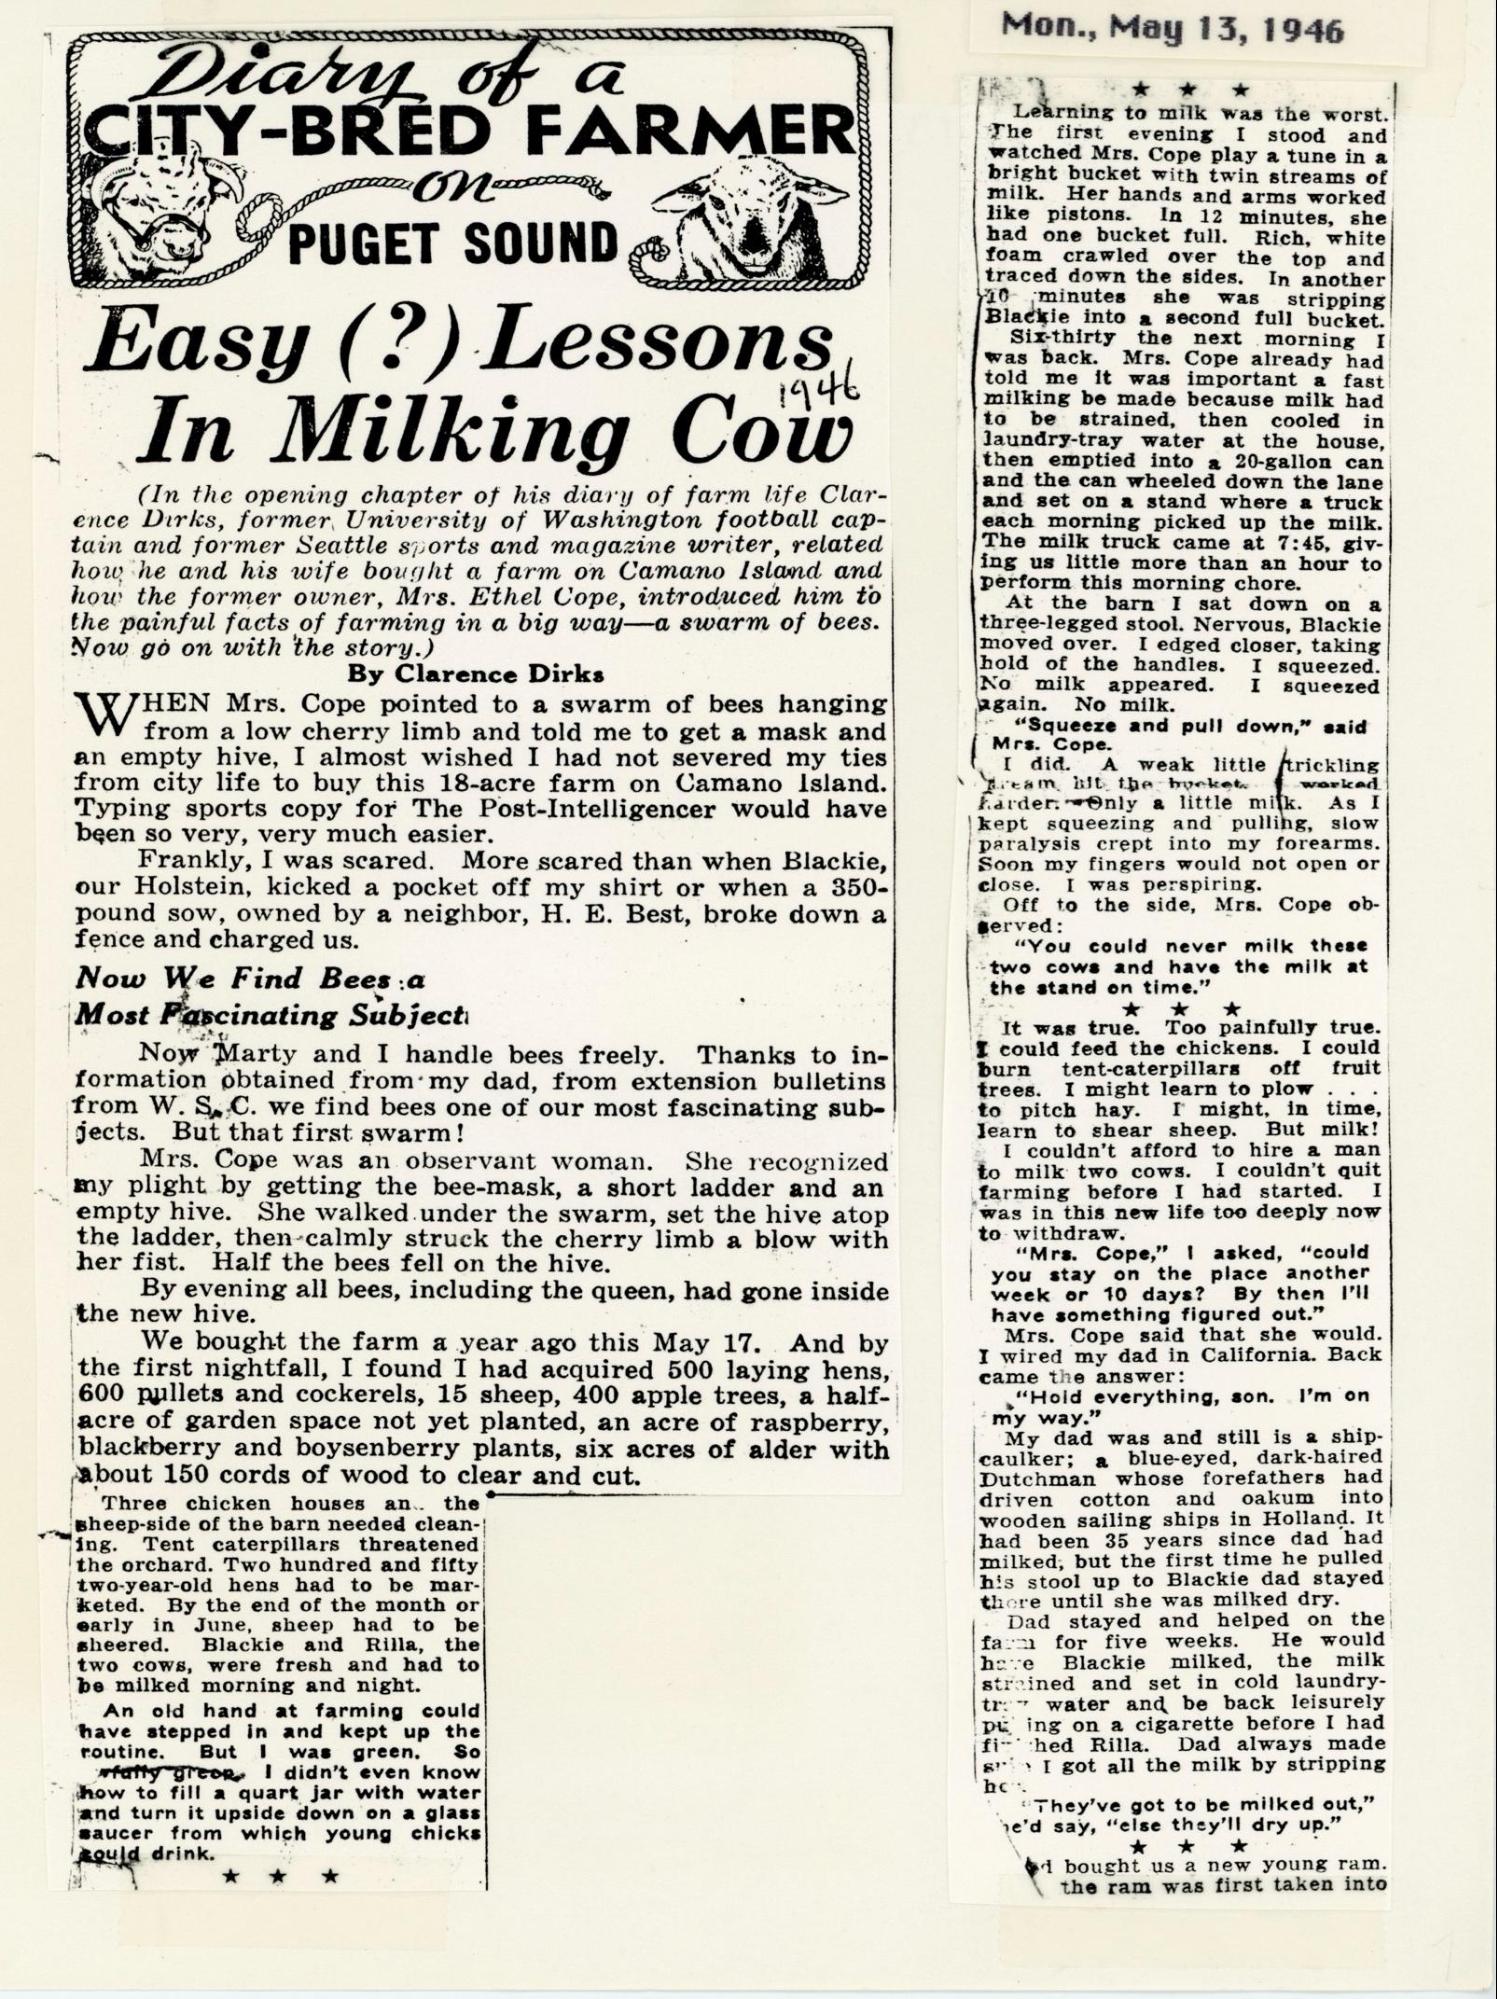 Mon., May 13, 1946
Diary of a
CITY-BRED FARMER
on
PUGET SOUND
Easy (?) Lessons
1946
In Milking Cow
(In the opening chapter of his diary of farm life Clar-
ence Dirks, former University of Washington football cap-
tain and former Seattle sports and magazine writer, related
how he and his wife bought a farm on Camano Island and
how the former owner, Mrs. Ethel Cope, introduced him to
the painful facts of farming in a big way—a swarm of bees.
Now go on with the story.)
By Clarence Dirks
WHEN Mrs. Cope pointed to a swarm of bees hanging
from a low cherry limb and told me to get a mask and
an empty hive, I almost wished I had not severed my ties
from city life to buy this 18-acre farm on Camano Island.
Typing sports copy for The Post-Intelligencer would have
been so very, very much easier.
Frankly, I was scared. More scared than when Blackie,
our Holstein, kicked a pocket off my shirt or when a 350-
pound sow, owned by a neighbor, H. E. Best, broke down a
fence and charged us.
Now We Find Bees a
Most Fascinating Subject
Now Marty and I handle bees freely. Thanks to in-
formation obtained from my dad, from extension bulletins
from W. S. C. we find bees one of our most fascinating sub-
jects. But that first swarm!
Mrs. Cope was an observant woman. She recognized
my plight by getting the bee-mask, a short ladder and an
empty hive. She walked under the swarm, set the hive atop
the ladder, then calmly struck the cherry limb a blow with
her fist. Half the bees fell on the hive.
By evening all bees, including the queen, had gone inside
the new hive.
We bought the farm a year ago this May 17. And by
the first nightfall, I found I had acquired 500 laying hens,
600 pullets and cockerels, 15 sheep, 400 apple trees, a half-
acre of garden space not yet planted, an acre of raspberry,
blackberry and boysenberry plants, six acres of alder with
about 150 cords of wood to clear and cut.
Three chicken houses an.. the
sheep-side of the barn needed clean-
ing. Tent caterpillars threatened
the orchard. Two hundred and fifty
two-year-old hens had to be mar-
keted. By the end of the month or
early in June, sheep had to be
sheered. Blackie and Rilla, the
two cows, were fresh and had to
be milked morning and night.
An old hand at farming could
have stepped in and kept up the
routine. But I was green. So
green, I didn't even know
how to fill a quart jar with water
and turn it upside down on a glass
saucer from which young chicks
could drink.
★ ★ ★
★ ★ ★
Learning to milk was the worst.
The first evening I stood and
watched Mrs. Cope play a tune in a
bright bucket with twin streams of
milk. Her hands and arms worked
like pistons. In 12 minutes, she
had one bucket full. Rich, white
foam crawled over the top and
traced down the sides. In another
10 minutes she was stripping
Blackie into a second full bucket.
Six-thirty the next morning I
was back. Mrs. Cope already had
told me it was important a fast
milking be made because milk had
to be strained, then cooled in
laundry-tray water at the house,
then emptied into a 20-gallon can
and the can wheeled down the lane
and set on a stand where a truck
each morning picked up the milk.
The milk truck came at 7:45, giv-
ing us little more than an hour to
perform this morning chore.
At the barn I sat down on a
three-legged stool. Nervous, Blackie
moved over. I edged closer, taking
hold of the handles. I squeezed.
No milk appeared. I squeezed
again. No milk.
"Squeeze and pull down," said
Mrs. Cope.
I did. A weak little trickling
stream hit the bucket. I worked
harder. Only a little milk. As I
kept squeezing and pulling, slow
paralysis crept into my forearms.
Soon my fingers would not open or
close. I was perspiring.
Off to the side, Mrs. Cope ob-
served:
"You could never milk these
two cows and have the milk at
the stand on time."
★ ★ ★
It was true. Too painfully true.
I could feed the chickens. I could
burn tent-caterpillars off fruit
trees. I might learn to plow . . .
to pitch hay. I might, in time,
learn to shear sheep. But milk!
I couldn't afford to hire a man
to milk two cows. I couldn't quit
farming before I had started. I
was in this new life too deeply now
to withdraw.
"Mrs. Cope," I asked, "could
you stay on the place another
week or 10 days? By then I'll
have something figured out."
Mrs. Cope said that she would.
I wired my dad in California. Back
came the answer:
"Hold everything, son. I'm on
my way."
My dad was and still is a ship-
caulker; a blue-eyed, dark-haired
Dutchman whose forefathers had
driven cotton and oakum into
wooden sailing ships in Holland. It
had been 35 years since dad had
milked, but the first time he pulled
his stool up to Blackie dad stayed
there until she was milked dry.
Dad stayed and helped on the
farm for five weeks. He would
have Blackie milked, the milk
strained and set in cold laundry-
tray water and be back leisurely
puffing on a cigarette before I had
finished Rilla. Dad always made
sure I got all the milk by stripping
her.
"They've got to be milked out,"
he'd say, "else they'll dry up."
★ ★ ★
bought us a new young ram.
the ram was first taken into